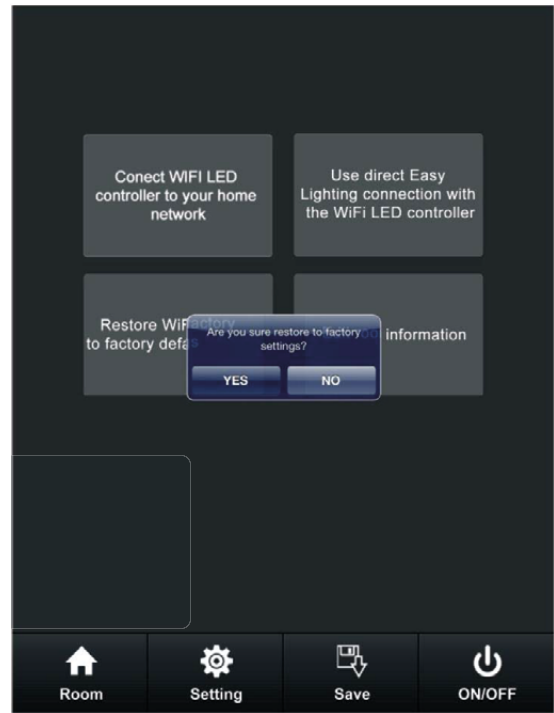 Conect WIFI LED
controller to your home
network
Use direct Easy
Lighting connection with
the WiFi LED controller
Restore WiF
to factory defa
information
Factory
Are you sure restore to factory
settings?
YES
NO
Room
Setting
Save
ON/OFF